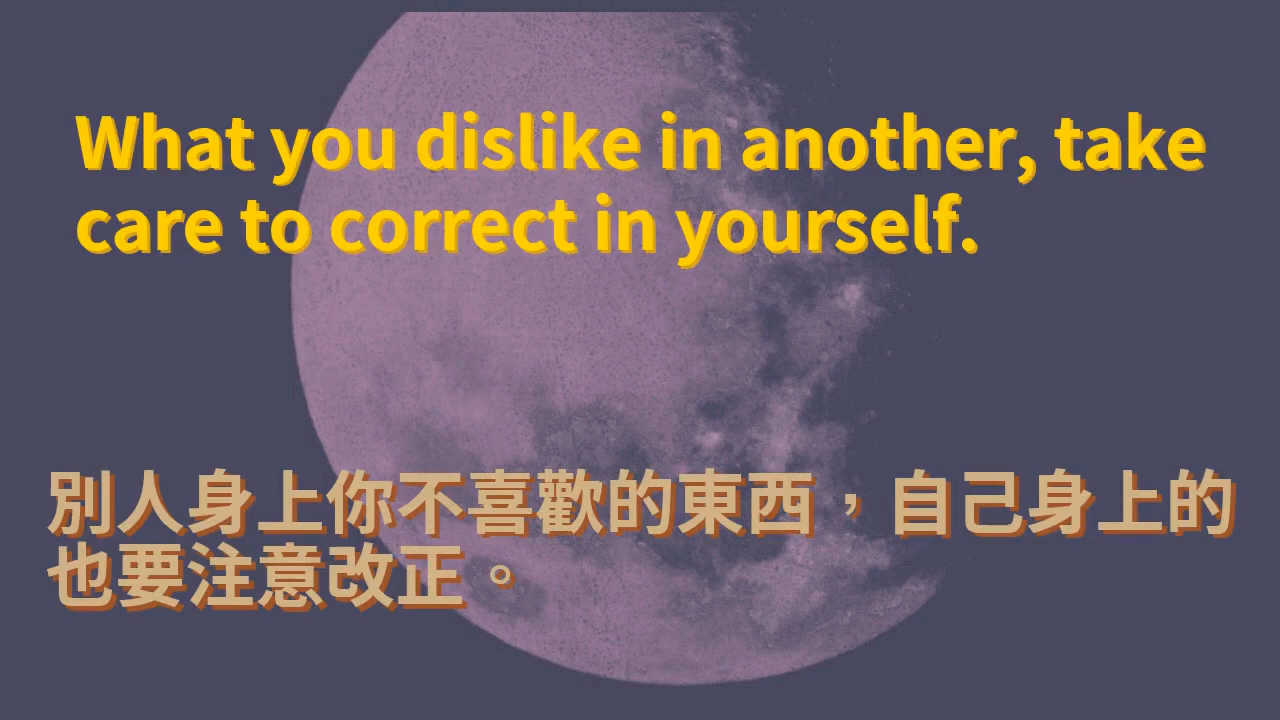 What you dislike in another, take
care to correct in yourself.
別人身上你不喜歡的東西，自己身上的
也要注意改正。